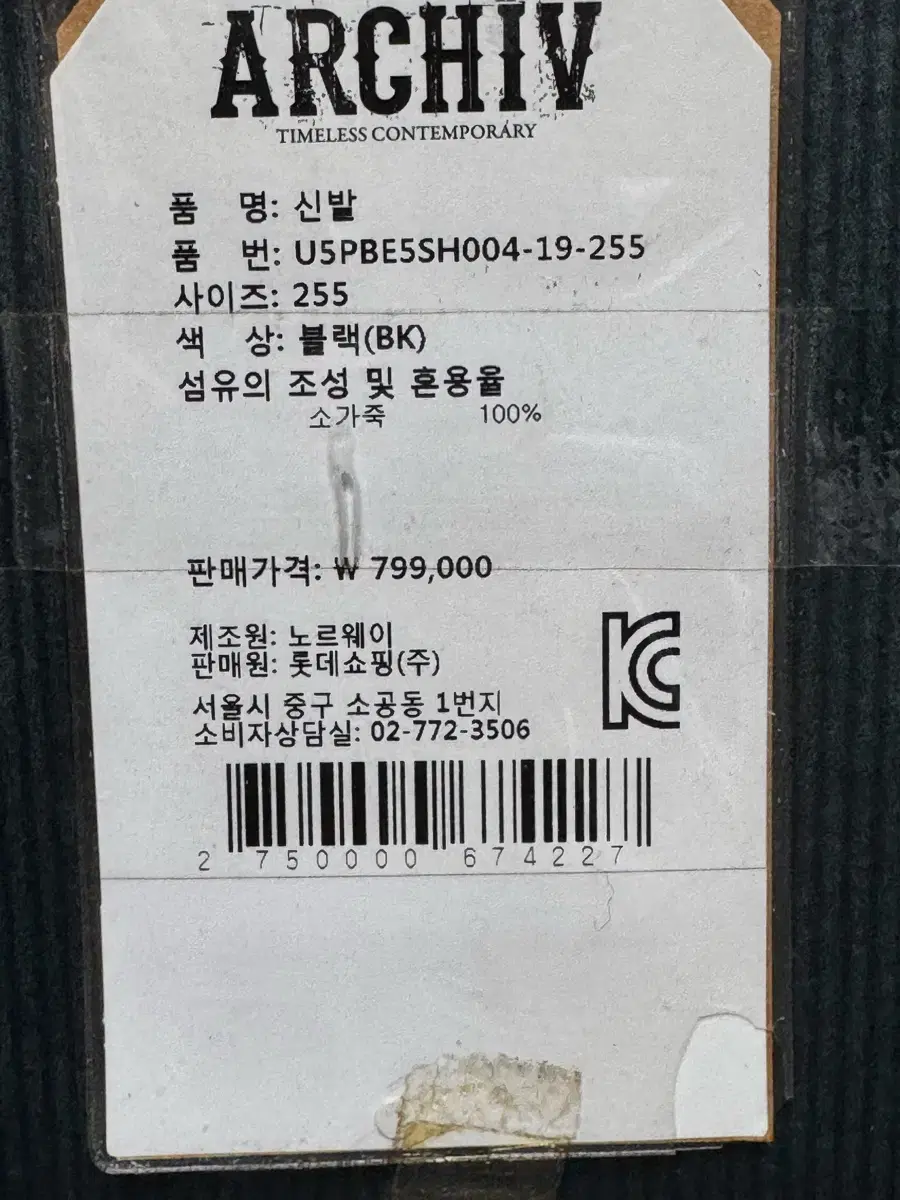 ARCHIV
TIMELESS CONTEMPORARY
품 명: 신발
품 번: U5PBE5SH004-19-255
사이즈: 255
색 상: 블랙(BK)
섬유의 조성 및 혼용율
소가죽 100%
판매가격: ₩ 799,000
제조원: 노르웨이
판매원: 롯데쇼핑(주)
서울시 중구 소공동 1번지
소비자상담실: 02-772-3506
KC
2 750000 674227